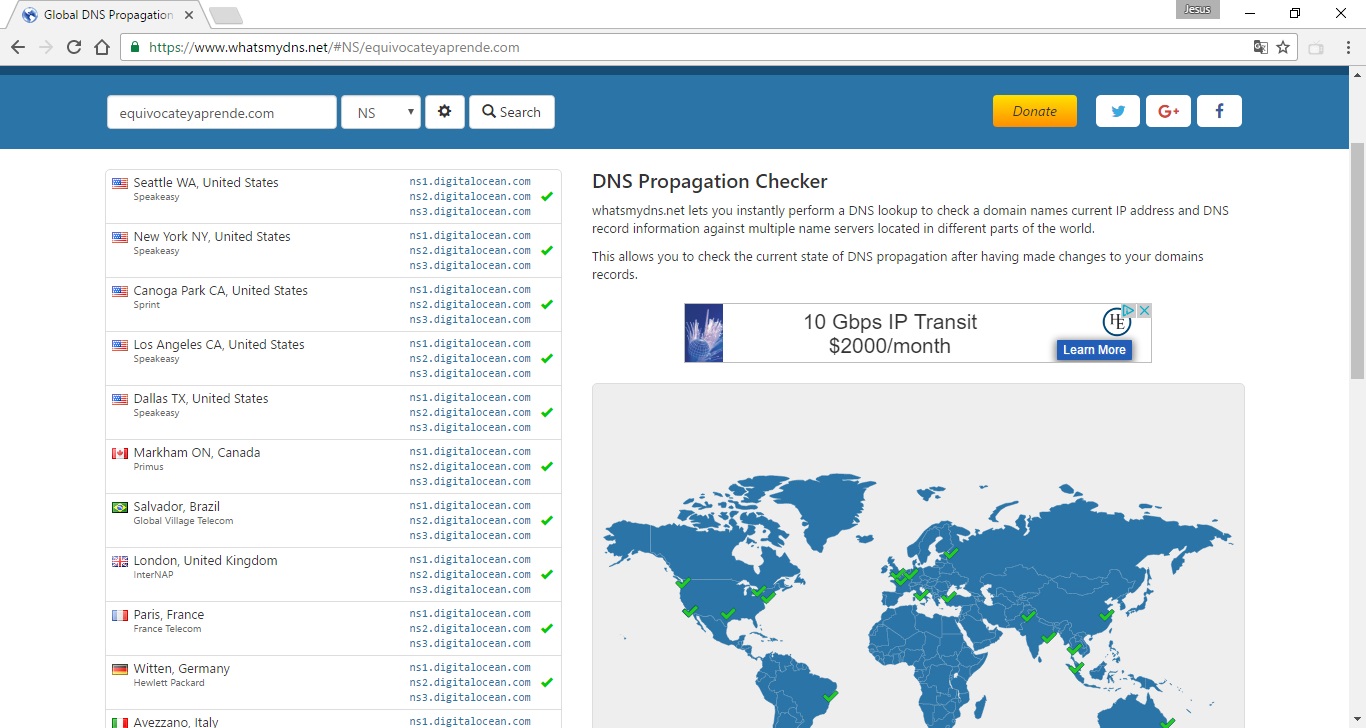 Global DNS Propagation
Jesus
https://www.whatsmydns.net/#NS/equivocateyaprende.com
equivocateyaprende.com
NS
Search
Donate
G+
f
Seattle WA, United States
Speakeasy
ns1.digitalocean.com
ns2.digitalocean.com
ns3.digitalocean.com
New York NY, United States
Speakeasy
ns1.digitalocean.com
ns2.digitalocean.com
ns3.digitalocean.com
Canoga Park CA, United States
Sprint
ns1.digitalocean.com
ns2.digitalocean.com
ns3.digitalocean.com
Los Angeles CA, United States
Speakeasy
ns1.digitalocean.com
ns2.digitalocean.com
ns3.digitalocean.com
Dallas TX, United States
Speakeasy
ns1.digitalocean.com
ns2.digitalocean.com
ns3.digitalocean.com
Markham ON, Canada
Primus
ns1.digitalocean.com
ns2.digitalocean.com
ns3.digitalocean.com
Salvador, Brazil
Global Village Telecom
ns1.digitalocean.com
ns2.digitalocean.com
ns3.digitalocean.com
London, United Kingdom
InterNAP
ns1.digitalocean.com
ns2.digitalocean.com
ns3.digitalocean.com
Paris, France
France Telecom
ns1.digitalocean.com
ns2.digitalocean.com
ns3.digitalocean.com
Witten, Germany
Hewlett Packard
ns1.digitalocean.com
ns2.digitalocean.com
ns3.digitalocean.com
Avezzano, Italy
ns1.digitalocean.com
DNS Propagation Checker
whatsmydns.net lets you instantly perform a DNS lookup to check a domain names current IP address and DNS
record information against multiple name servers located in different parts of the world.
This allows you to check the current state of DNS propagation after having made changes to your domains
records.
10 Gbps IP Transit
$2000/month
HE
Learn More